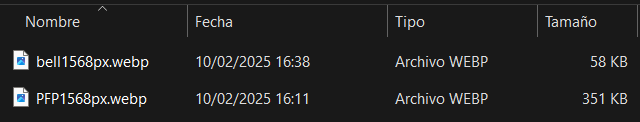 Nombre Fecha Tipo Tamaño
bell1568px.webp 10/02/2025 16:38 Archivo WEBP 58 KB
PFP1568px.webp 10/02/2025 16:11 Archivo WEBP 351 KB